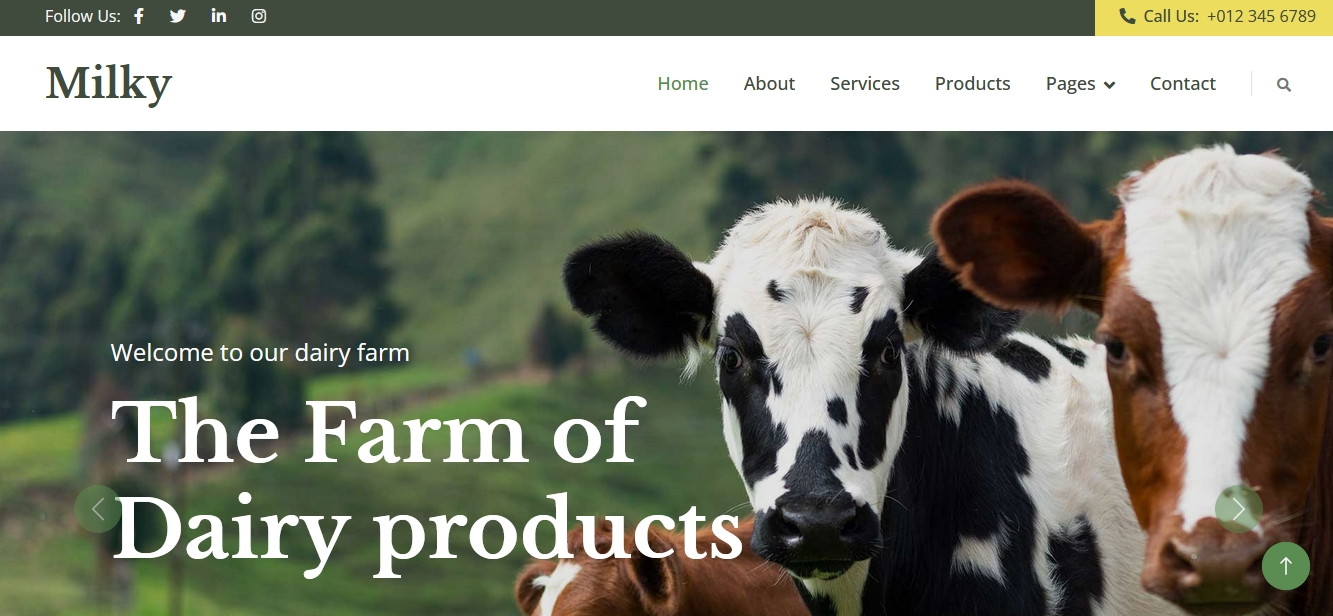 Follow Us:
Call Us: +012 345 6789
Milky
Home About Services Products Pages Contact
Welcome to our dairy farm
The Farm of
Dairy products